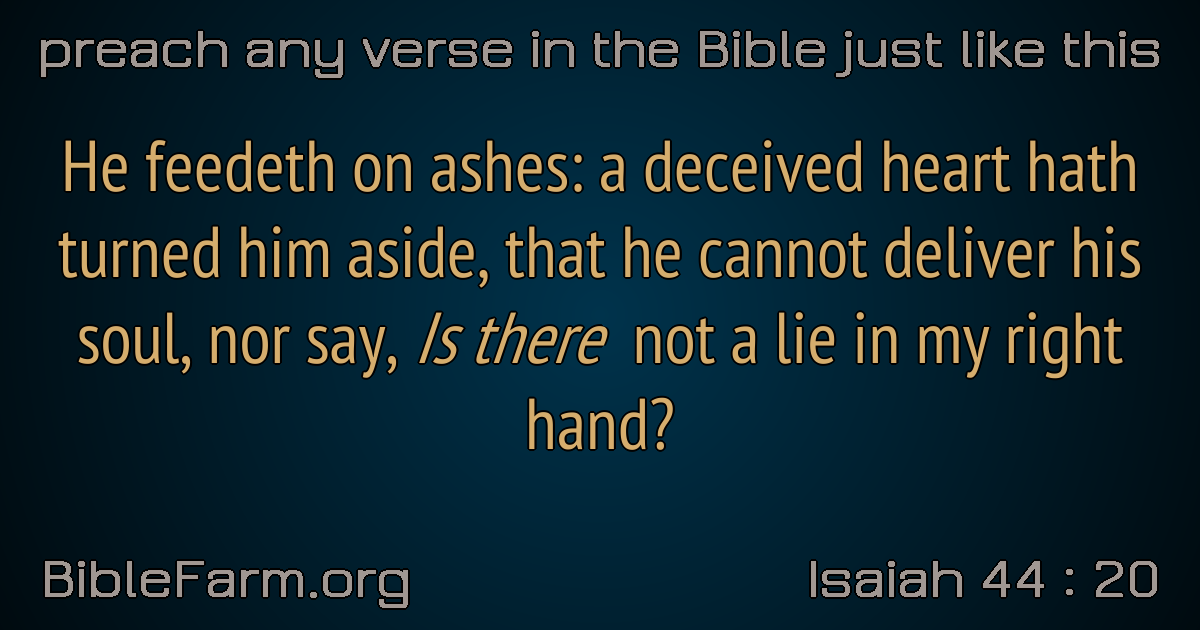 preach any verse in the Bible just like this
He feedeth on ashes: a deceived heart hath
turned him aside, that he cannot deliver his
soul, nor say, Is there not a lie in my right
hand?
BibleFarm.org
Isaiah 44 : 20